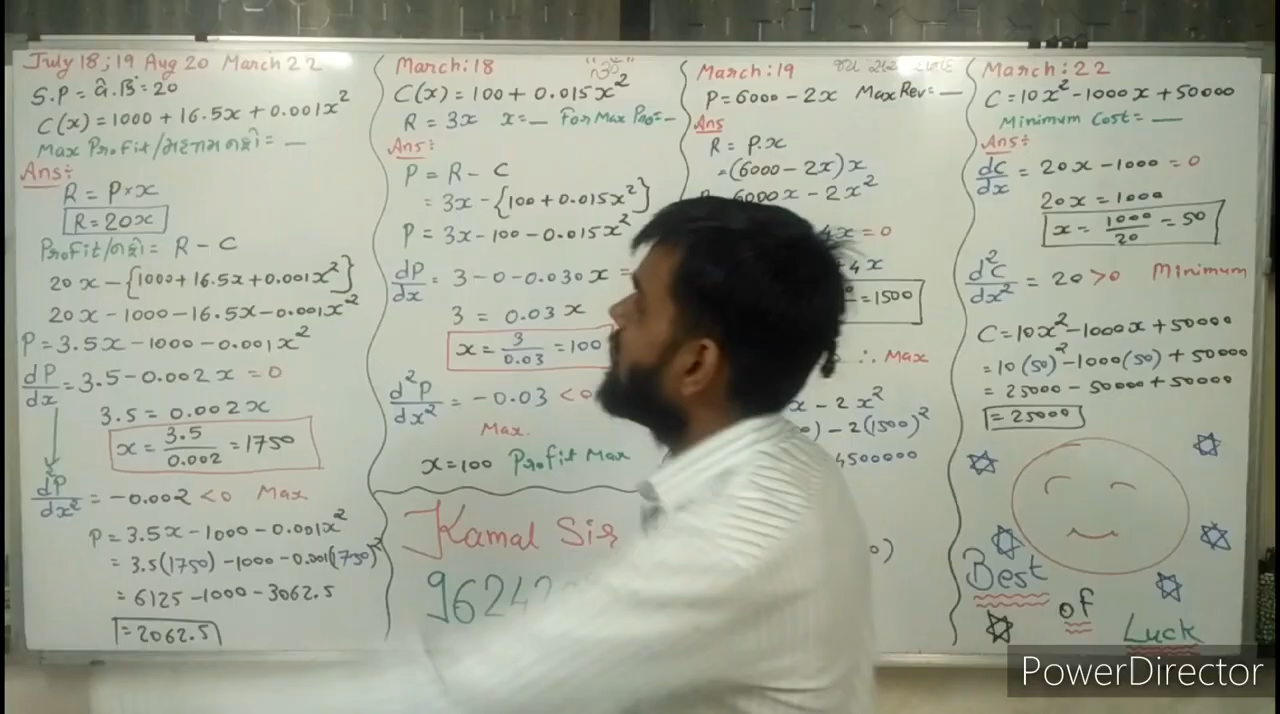 July 18; 19 Aug 20 March 22
S.P = વે.કિં = 20
C(x) = 1000 + 16.5x + 0.001x²
Max Profit/મહત્તમ નફો = __
Ans:
R = P × x
R = 20x
Profit/નફો = R - C
20x - {1000 + 16.5x + 0.001x²}
20x - 1000 - 16.5x - 0.001x²
P = 3.5x - 1000 - 0.001x²
dP/dx = 3.5 - 0.002x = 0
3.5 = 0.002x
x = 3.5/0.002 = 1750
d²P/dx² = -0.002 < 0 Max
P = 3.5x - 1000 - 0.001x²
= 3.5(1750) - 1000 - 0.001(1750)²
= 6125 - 1000 - 3062.5
= 2062.5
March: 18
C(x) = 100 + 0.015x²
R = 3x x = __ For Max Pro = _
Ans:
P = R - C
= 3x - {100 + 0.015x²}
P = 3x - 100 - 0.015x²
dP/dx = 3 - 0 - 0.030x =
3 = 0.03x
x = 3/0.03 = 100
d²P/dx² = -0.03 < 0
Max.
x = 100 Profit Max
Kamal Sir
96242
March: 19
P = 6000 - 2x Max Rev = __
Ans
R = P.x
= (6000 - 2x)x
6000x - 2x²
4x = 0
4x
= 1500
∴ Max
x - 2x²
) - 2(1500)²
4500000
)
March: 22
C = 10x² - 1000x + 50000
Minimum Cost = __
Ans:
dC/dx = 20x - 1000 = 0
20x = 1000
x = 1000/20 = 50
d²C/dx² = 20 > 0 Minimum
C = 10x² - 1000x + 50000
= 10(50)² - 1000(50) + 50000
= 25000 - 50000 + 50000
= 25000
Best
of
Luck
PowerDirector